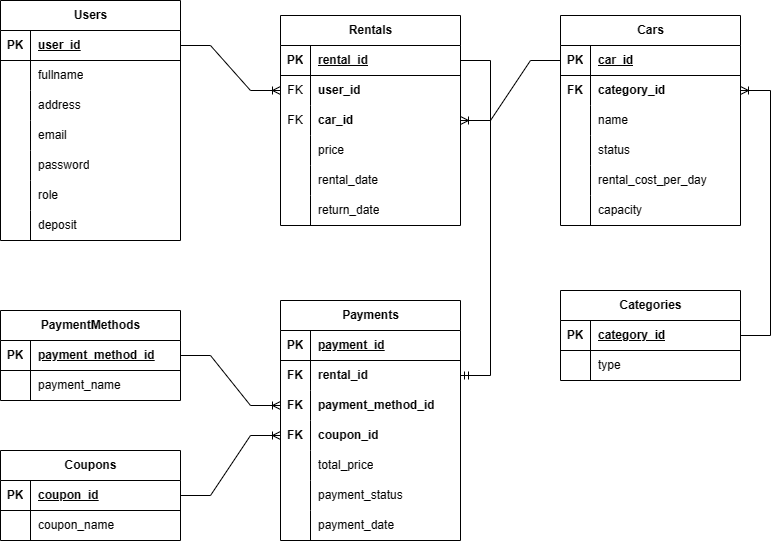 Users
PK user_id
fullname
address
email
password
role
deposit
Rentals
PK rental_id
FK user_id
FK car_id
price
rental_date
return_date
Cars
PK car_id
FK category_id
name
status
rental_cost_per_day
capacity
PaymentMethods
PK payment_method_id
payment_name
Payments
PK payment_id
FK rental_id
FK payment_method_id
FK coupon_id
total_price
payment_status
payment_date
Categories
PK category_id
type
Coupons
PK coupon_id
coupon_name